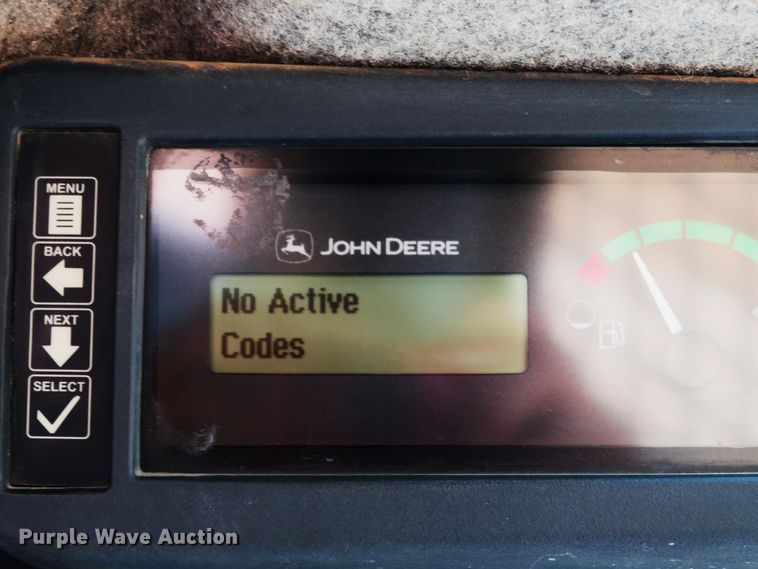 MENU
BACK
NEXT
SELECT
JOHN DEERE
No Active
Codes
Purple Wave Auction